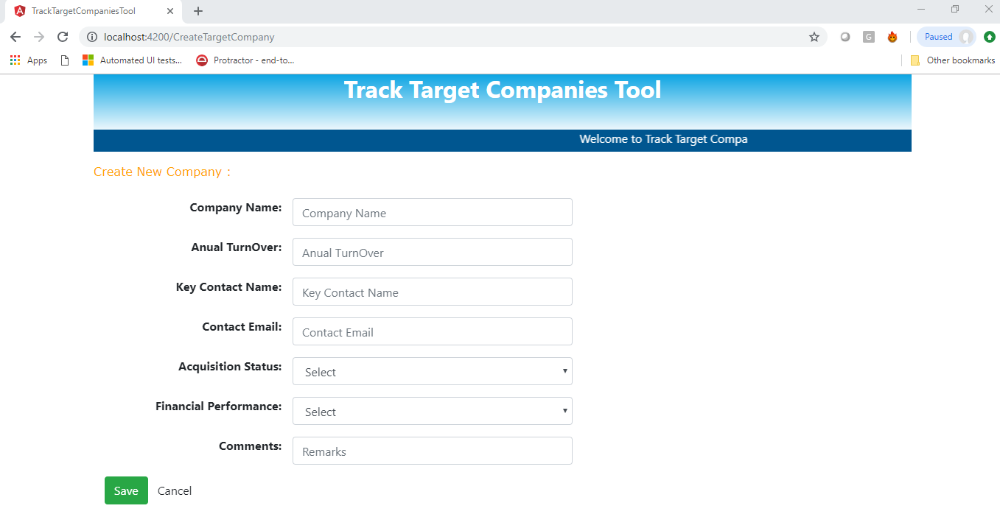 TrackTargetCompaniesTool
localhost:4200/CreateTargetCompany
G
Paused
Apps
Automated UI tests...
Protractor - end-to...
Other bookmarks
Track Target Companies Tool
Welcome to Track Target Compa
Create New Company :
Company Name:
Company Name
Anual TurnOver:
Anual TurnOver
Key Contact Name:
Key Contact Name
Contact Email:
Contact Email
Acquisition Status:
Select
Financial Performance:
Select
Comments:
Remarks
Save
Cancel